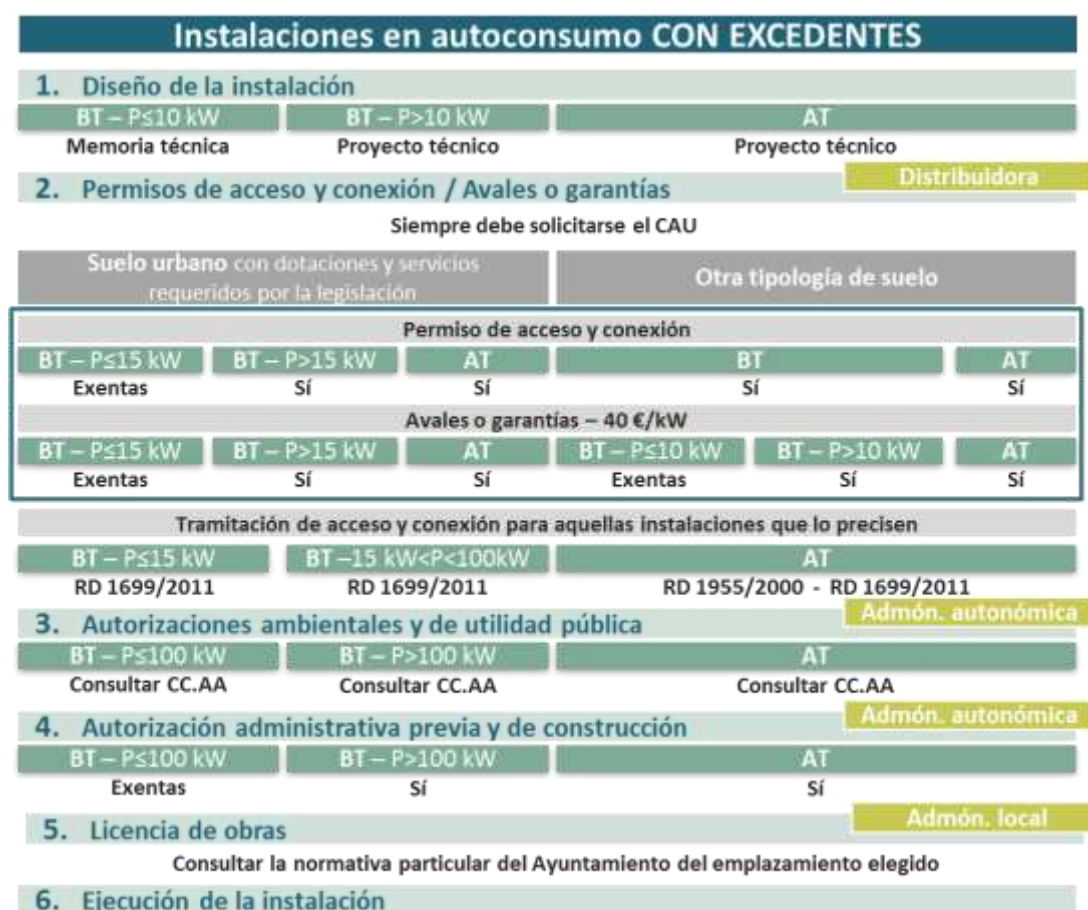 Instalaciones en autoconsumo CON EXCEDENTES
1. Diseño de la instalación
BT – P≤10 kW BT – P>10 kW AT
Memoria técnica Proyecto técnico Proyecto técnico
Distribuidora
2. Permisos de acceso y conexión / Avales o garantías
Siempre debe solicitarse el CAU
Suelo urbano con dotaciones y servicios
requeridos por la legislación
Otra tipología de suelo
Permiso de acceso y conexión
BT – P≤15 kW BT – P>15 kW AT BT AT
Exentas Sí Sí Sí Sí
Avales o garantías – 40 €/kW
BT – P≤15 kW BT – P>15 kW AT BT – P≤10 kW BT – P>10 kW AT
Exentas Sí Sí Exentas Sí Sí
Tramitación de acceso y conexión para aquellas instalaciones que lo precisen
BT – P≤15 kW BT –15 kW<P<100kW AT
RD 1699/2011 RD 1699/2011 RD 1955/2000 - RD 1699/2011
Admón. autonómica
3. Autorizaciones ambientales y de utilidad pública
BT – P≤100 kW BT – P>100 kW AT
Consultar CC.AA Consultar CC.AA Consultar CC.AA
Admón. autonómica
4. Autorización administrativa previa y de construcción
BT – P≤100 kW BT – P>100 kW AT
Exentas Sí Sí
Admón. local
5. Licencia de obras
Consultar la normativa particular del Ayuntamiento del emplazamiento elegido
6. Ejecución de la instalación